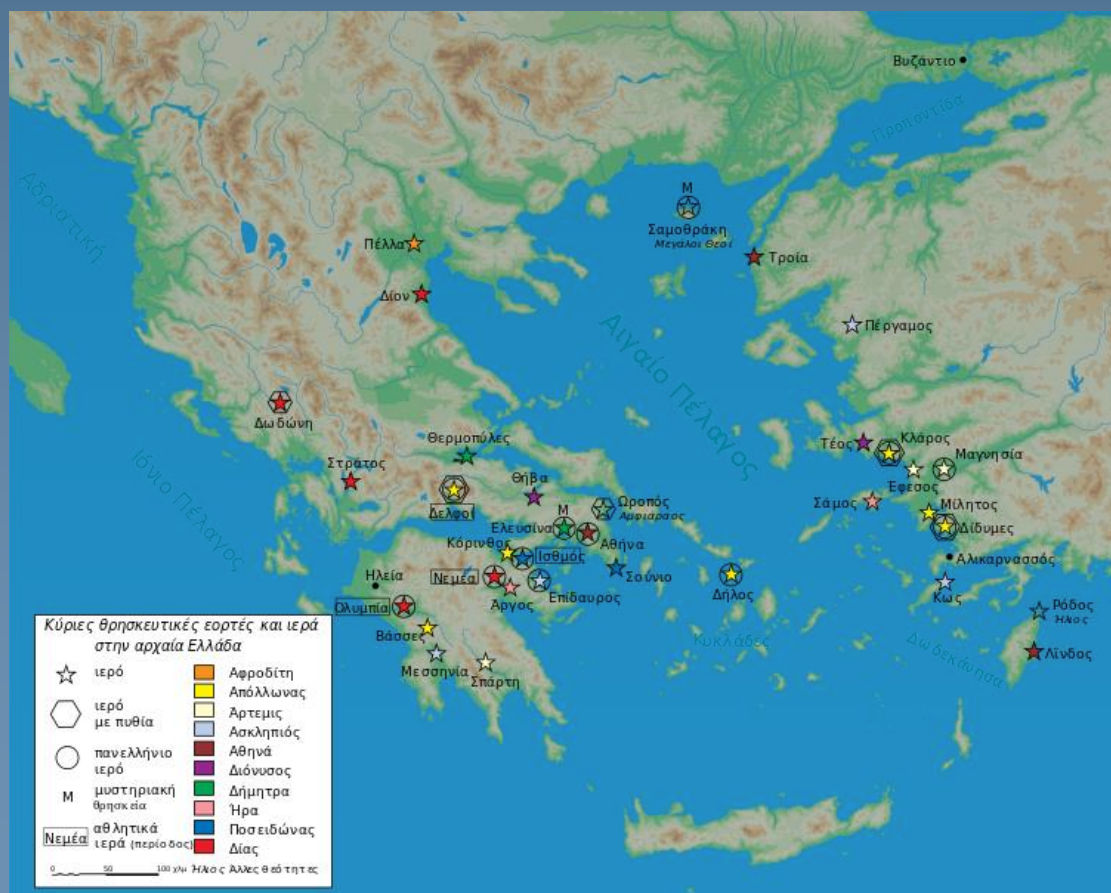 Βυζάντιο
Προποντίδα
Αδριατική
Μ
Σαμοθράκη
Μεγάλοι Θεοί
Πέλλα
Τροία
Δίον
Αιγαίο Πέλαγος
Πέργαμος
Δωδώνη
Θερμοπύλες
Τέος
Κλάρος
Μαγνησία
Ιόνιο Πέλαγος
Στράτος
Θήβα
Έφεσος
Δελφοί
Ωρωπός
Αμφιάραος
Σάμος
Μίλητος
Μ
Ελευσίνα
Αθήνα
Δίδυμες
Κόρινθος
Ισθμός
Αλικαρνασσός
Νεμέα
Σούνιο
Ηλεία
Άργος
Επίδαυρος
Δήλος
Κως
Ολυμπία
Ρόδος
Ήλιος
Βάσσες
Κυκλάδες
Δωδεκάνησα
Λίνδος
Μεσσηνία
Σπάρτη
Κύριες θρησκευτικές εορτές και ιερά
στην αρχαία Ελλάδα
ιερό
ιερό
με πυθία
πανελλήνιο
ιερό
Μ
μυστηριακή
θρησκεία
Νεμέα
αθλητικά
ιερά (περίοδος)
0 50 100 χλμ
Αφροδίτη
Απόλλωνας
Άρτεμις
Ασκληπιός
Αθηνά
Διόνυσος
Δήμητρα
Ήρα
Ποσειδώνας
Δίας
Ήλιος Άλλες θεότητες